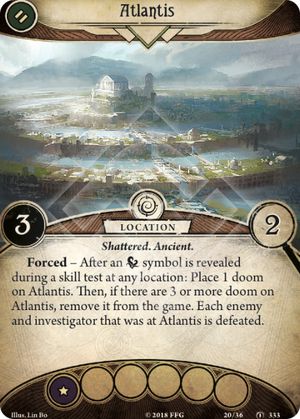 Atlantis
3
LOCATION
2
Shattered. Ancient.
Forced – After an symbol is revealed
during a skill test at any location: Place 1 doom
on Atlantis. Then, if there are 3 or more doom on
Atlantis, remove it from the game. Each enemy
and investigator that was at Atlantis is defeated.
Illus. Lin Bo
© 2018 FFG
20/36
333